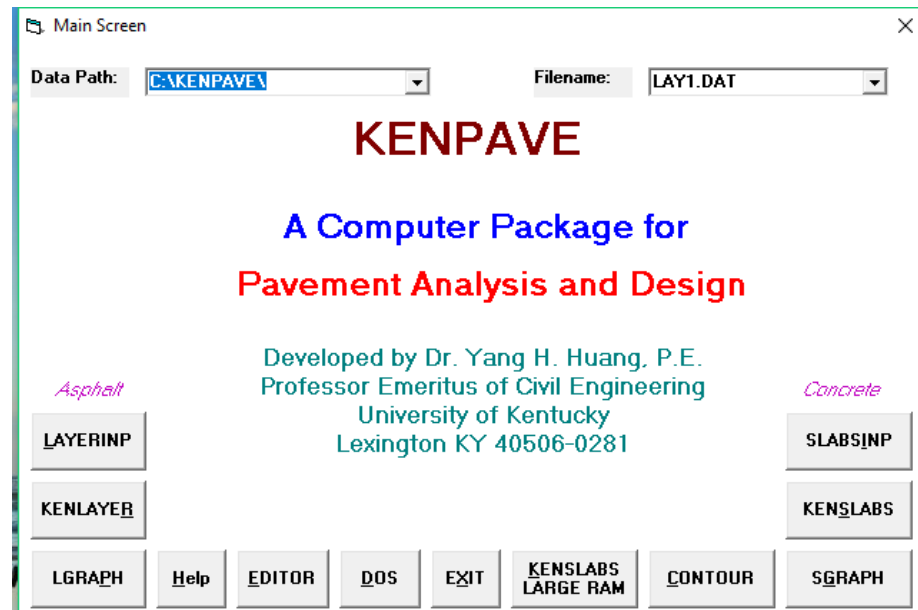 Main Screen
Data Path: C:\KENPAVE\ Filename: LAY1.DAT
KENPAVE
A Computer Package for
Pavement Analysis and Design
Developed by Dr. Yang H. Huang, P.E.
Professor Emeritus of Civil Engineering
University of Kentucky
Lexington KY 40506-0281
Asphalt
Concrete
LAYERINP
SLABSINP
KENLAYER
KENSLABS
LGRAPH
Help
EDITOR
DOS
EXIT
KENSLABS
LARGE RAM
CONTOUR
SGRAPH